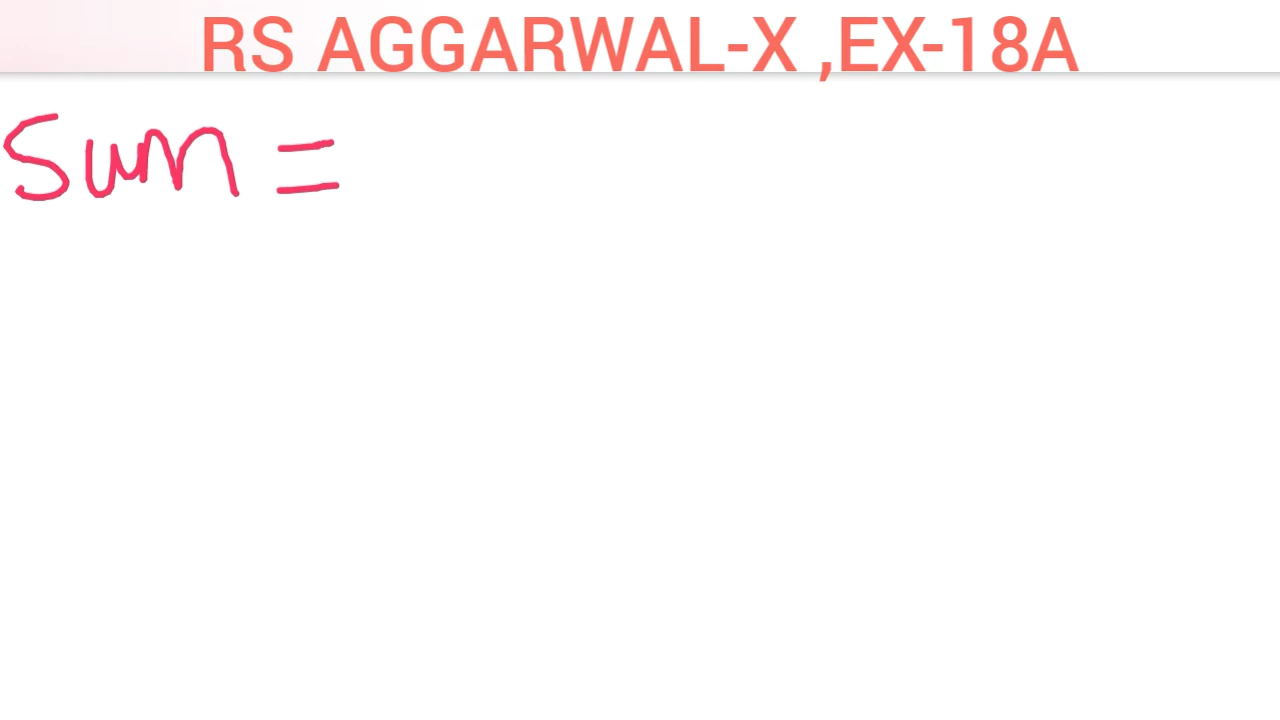 RS AGGARWAL-X ,EX-18A
Sum =